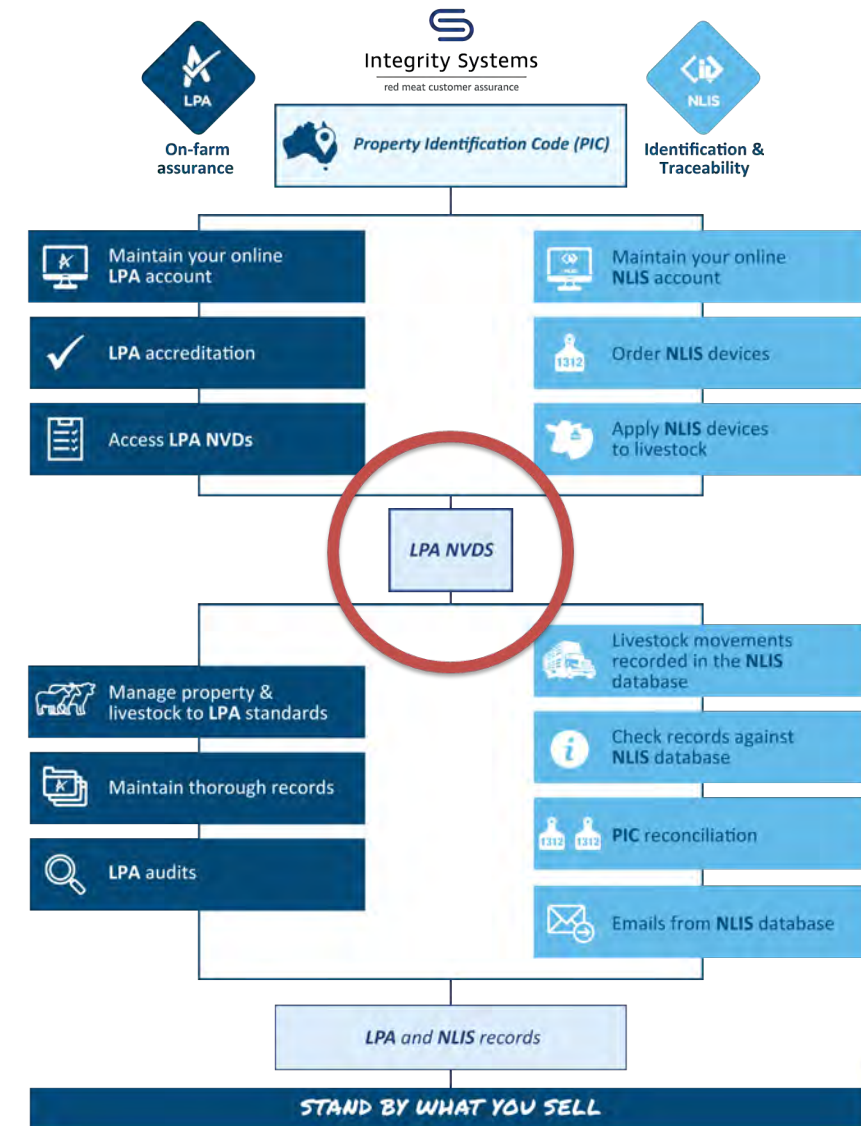 Integrity Systems
red meat customer assurance
LPA
NLIS
On-farm
assurance
Property Identification Code (PIC)
Identification &
Traceability
Maintain your online
LPA account
NLIS
Maintain your online
NLIS account
LPA accreditation
1312
Order NLIS devices
Access LPA NVDs
Apply NLIS devices
to livestock
LPA NVDS
Manage property &
livestock to LPA standards
Livestock movements
recorded in the NLIS
database
Maintain thorough records
Check records against
NLIS database
LPA audits
1312 1312
PIC reconciliation
Emails from NLIS database
LPA and NLIS records
STAND BY WHAT YOU SELL